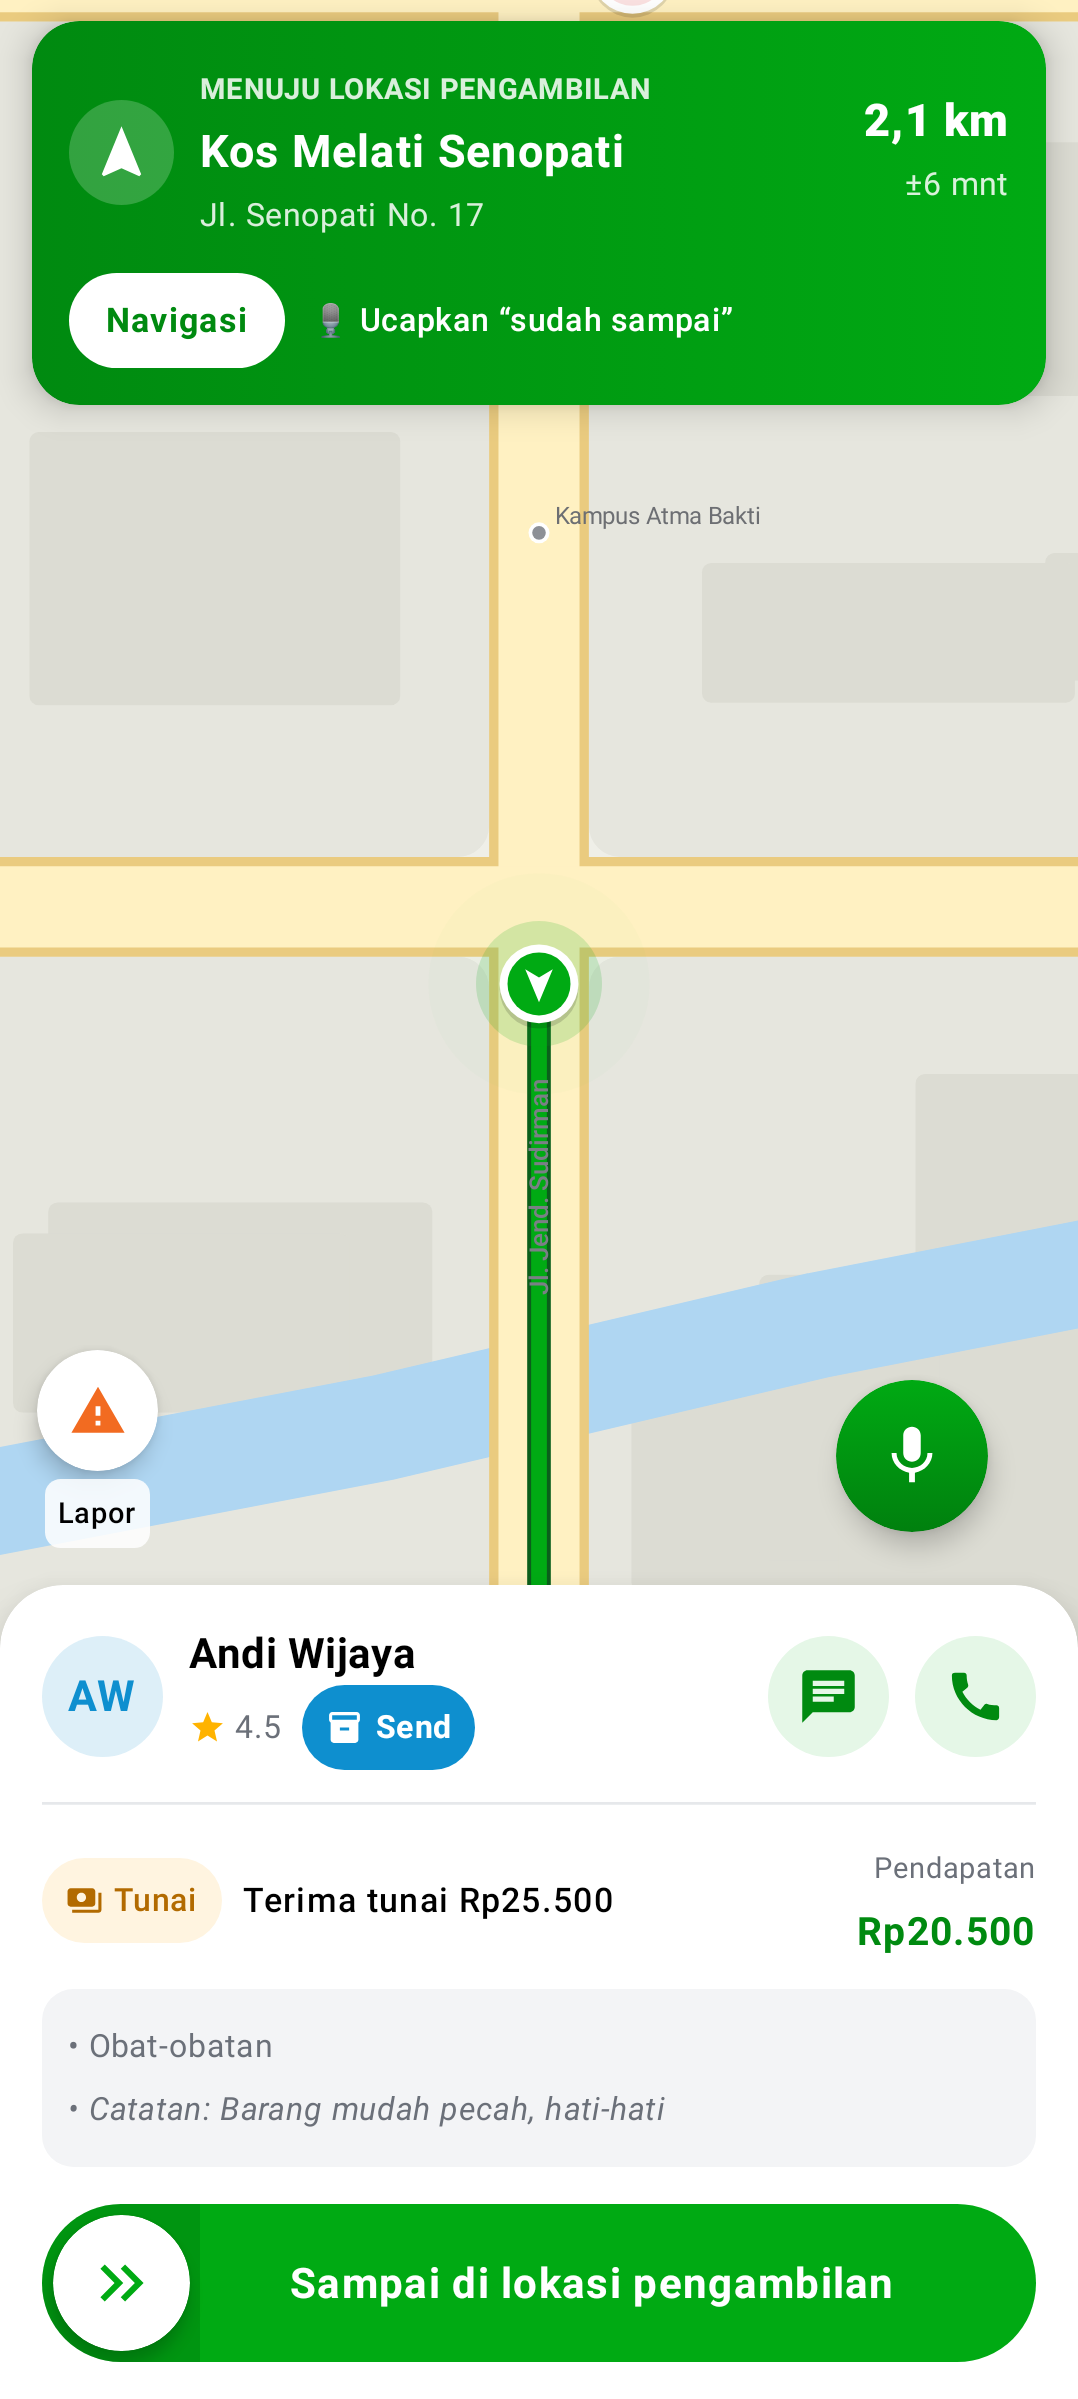 MENUJU LOKASI PENGAMBILAN
Kos Melati Senopati
Jl. Senopati No. 17
2,1 km
±6 mnt
Navigasi
Ucapkan “sudah sampai”
Kampus Atma Bakti
Jl. Jend. Sudirman
Lapor
AW
Andi Wijaya
4.5
Send
Tunai
Terima tunai Rp25.500
Pendapatan
Rp20.500
• Obat-obatan
• Catatan: Barang mudah pecah, hati-hati
Sampai di lokasi pengambilan